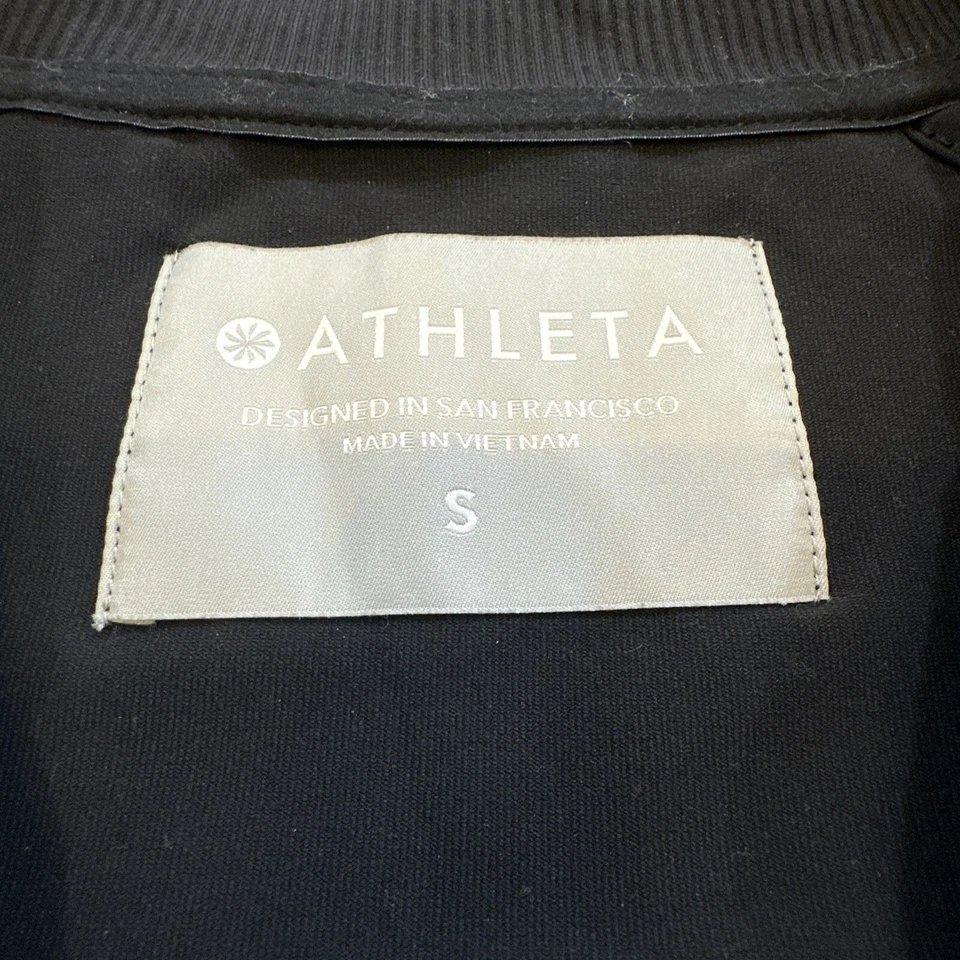 ATHLETA
DESIGNED IN SAN FRANCISCO
MADE IN VIETNAM
S